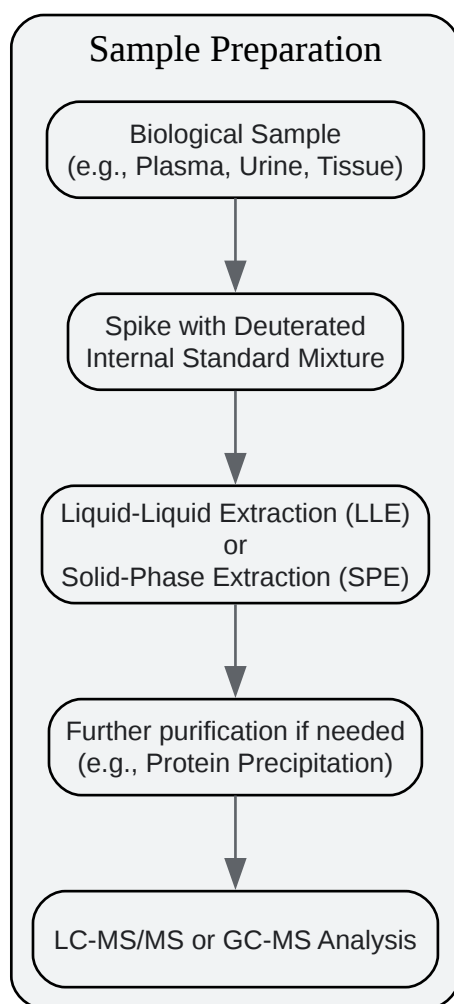 Sample Preparation
Biological Sample
(e.g., Plasma, Urine, Tissue)
Spike with Deuterated
Internal Standard Mixture
Liquid-Liquid Extraction (LLE)
or
Solid-Phase Extraction (SPE)
Further purification if needed
(e.g., Protein Precipitation)
LC-MS/MS or GC-MS Analysis